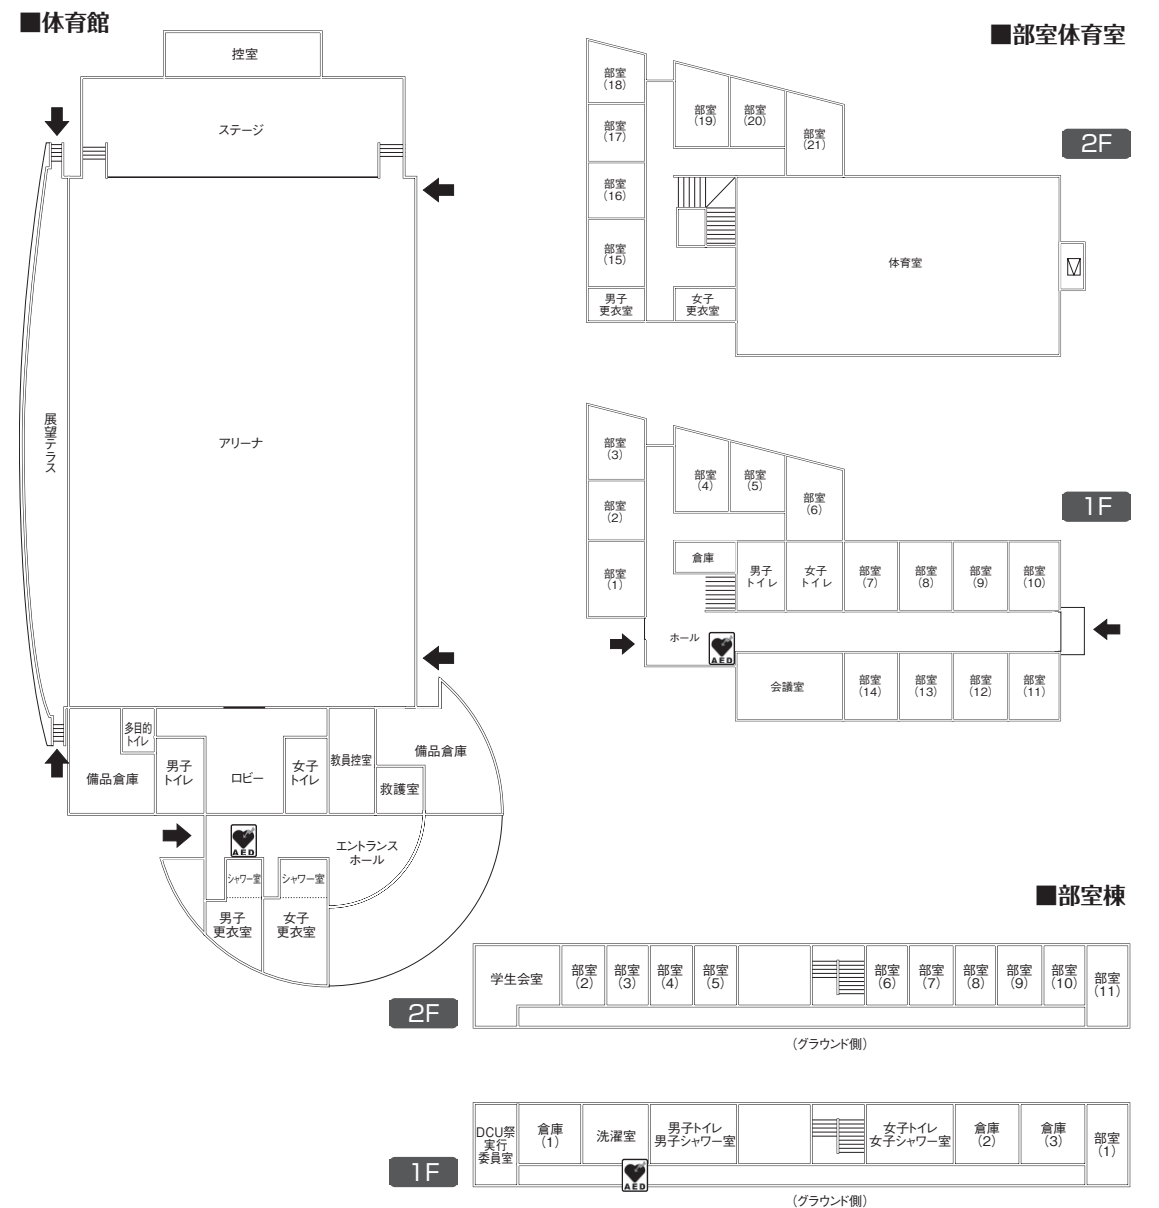 ■体育館
控室
ステージ
展望テラス
アリーナ
備品倉庫
多目的
トイレ
男子
トイレ
ロビー
女子
トイレ
教員控室
備品倉庫
救護室
AED
エントランス
ホール
シャワー室
シャワー室
男子
更衣室
女子
更衣室
■部室体育室
2F
部室
(18)
部室
(17)
部室
(16)
部室
(15)
男子
更衣室
部室
(19)
部室
(20)
部室
(21)
女子
更衣室
体育室
1F
部室
(3)
部室
(2)
部室
(1)
部室
(4)
部室
(5)
部室
(6)
倉庫
男子
トイレ
女子
トイレ
部室
(7)
部室
(8)
部室
(9)
部室
(10)
ホール
AED
会議室
部室
(14)
部室
(13)
部室
(12)
部室
(11)
■部室棟
2F
学生会室
部室
(2)
部室
(3)
部室
(4)
部室
(5)
部室
(6)
部室
(7)
部室
(8)
部室
(9)
部室
(10)
部室
(11)
(グラウンド側)
1F
DCU祭
実行
委員室
倉庫
(1)
洗濯室
男子トイレ
男子シャワー室
女子トイレ
女子シャワー室
倉庫
(2)
倉庫
(3)
部室
(1)
AED
(グラウンド側)